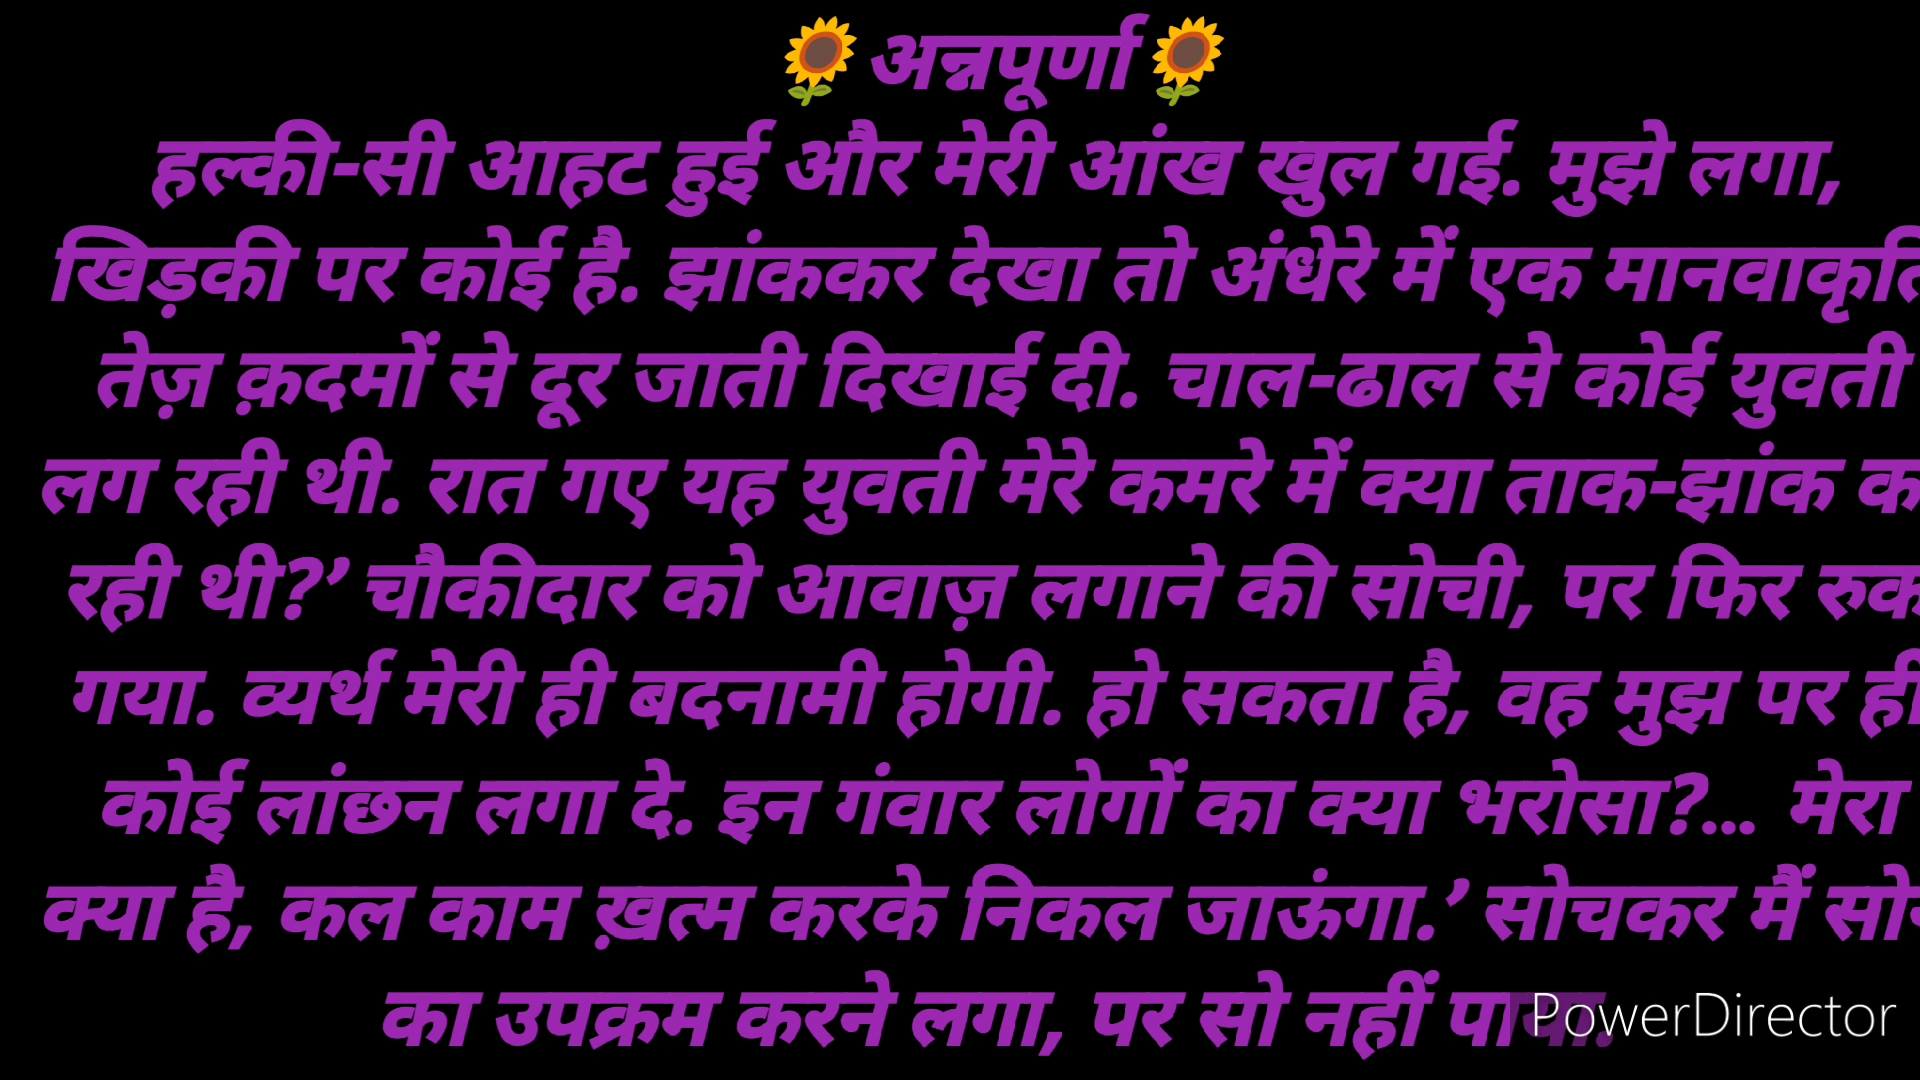 🌻अन्नपूर्णा🌻
हल्की-सी आहट हुई और मेरी आंख खुल गई. मुझे लगा,
खिड़की पर कोई है. झांककर देखा तो अंधेरे में एक मानवाकृति
तेज़ क़दमों से दूर जाती दिखाई दी. चाल-ढाल से कोई युवती
लग रही थी. रात गए यह युवती मेरे कमरे में क्या ताक-झांक क
रही थी?’ चौकीदार को आवाज़ लगाने की सोची, पर फिर रुक
गया. व्यर्थ मेरी ही बदनामी होगी. हो सकता है, वह मुझ पर ही
कोई लांछन लगा दे. इन गंवार लोगों का क्या भरोसा?... मेरा
क्या है, कल काम ख़त्म करके निकल जाऊंगा.’ सोचकर मैं
का उपक्रम करने लगा, पर सो नहीं पाया.
PowerDirector